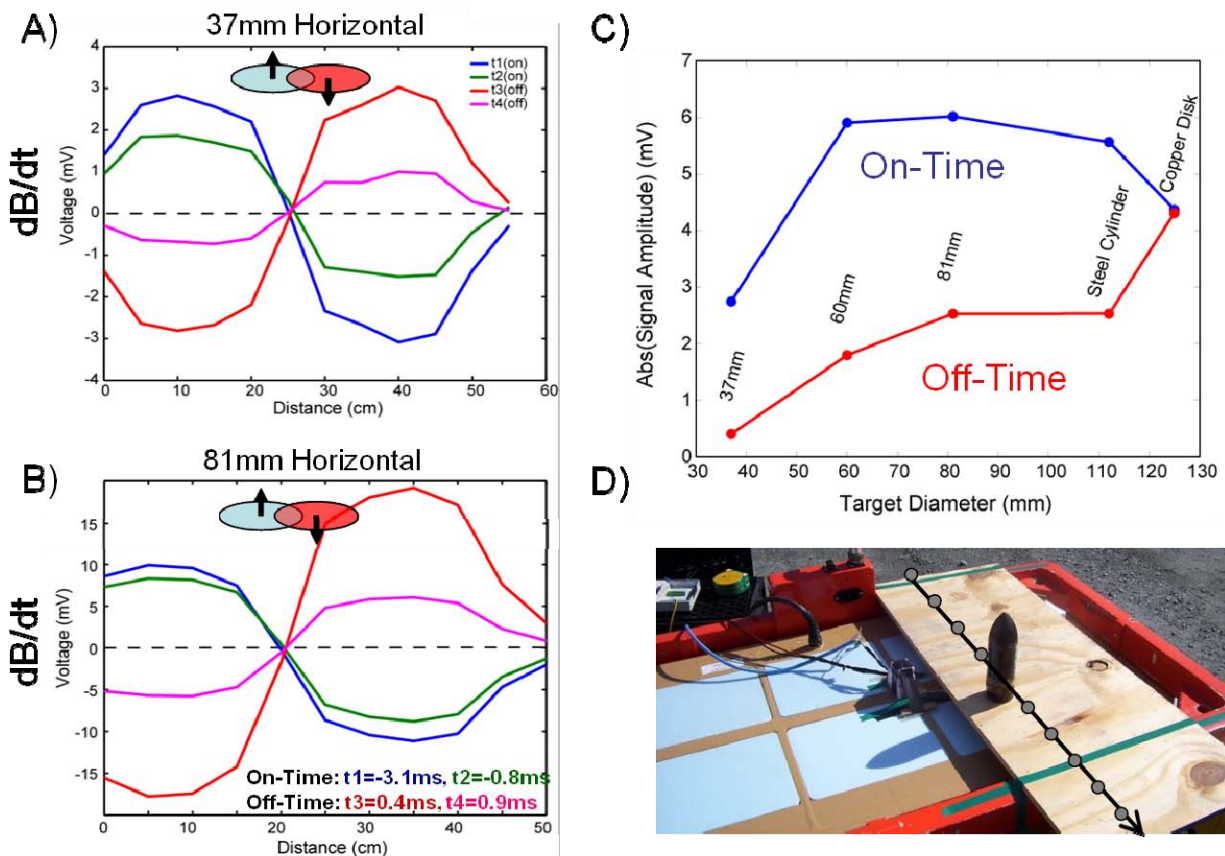 A)
37mm Horizontal
dB/dt
Voltage (mV)
4
3
2
1
0
−1
−2
−3
−4
t1(on)
t2(on)
t3(off)
t4(off)
0 10 20 30 40 50 60
Distance (cm)
B)
81mm Horizontal
dB/dt
Voltage (mV)
15
10
5
0
−5
−10
−15
On-Time: t1=-3.1ms, t2=-0.8ms
Off-Time: t3=0.4ms, t4=0.9ms
0 10 20 30 40 50
Distance (cm)
C)
Abs(Signal Amplitude) (mV)
7
6
5
4
3
2
1
0
On-Time
Off-Time
37mm
60mm
81mm
Steel Cylinder
Copper Disk
30 40 50 60 70 80 90 100 110 120 130
Target Diameter (mm)
D)